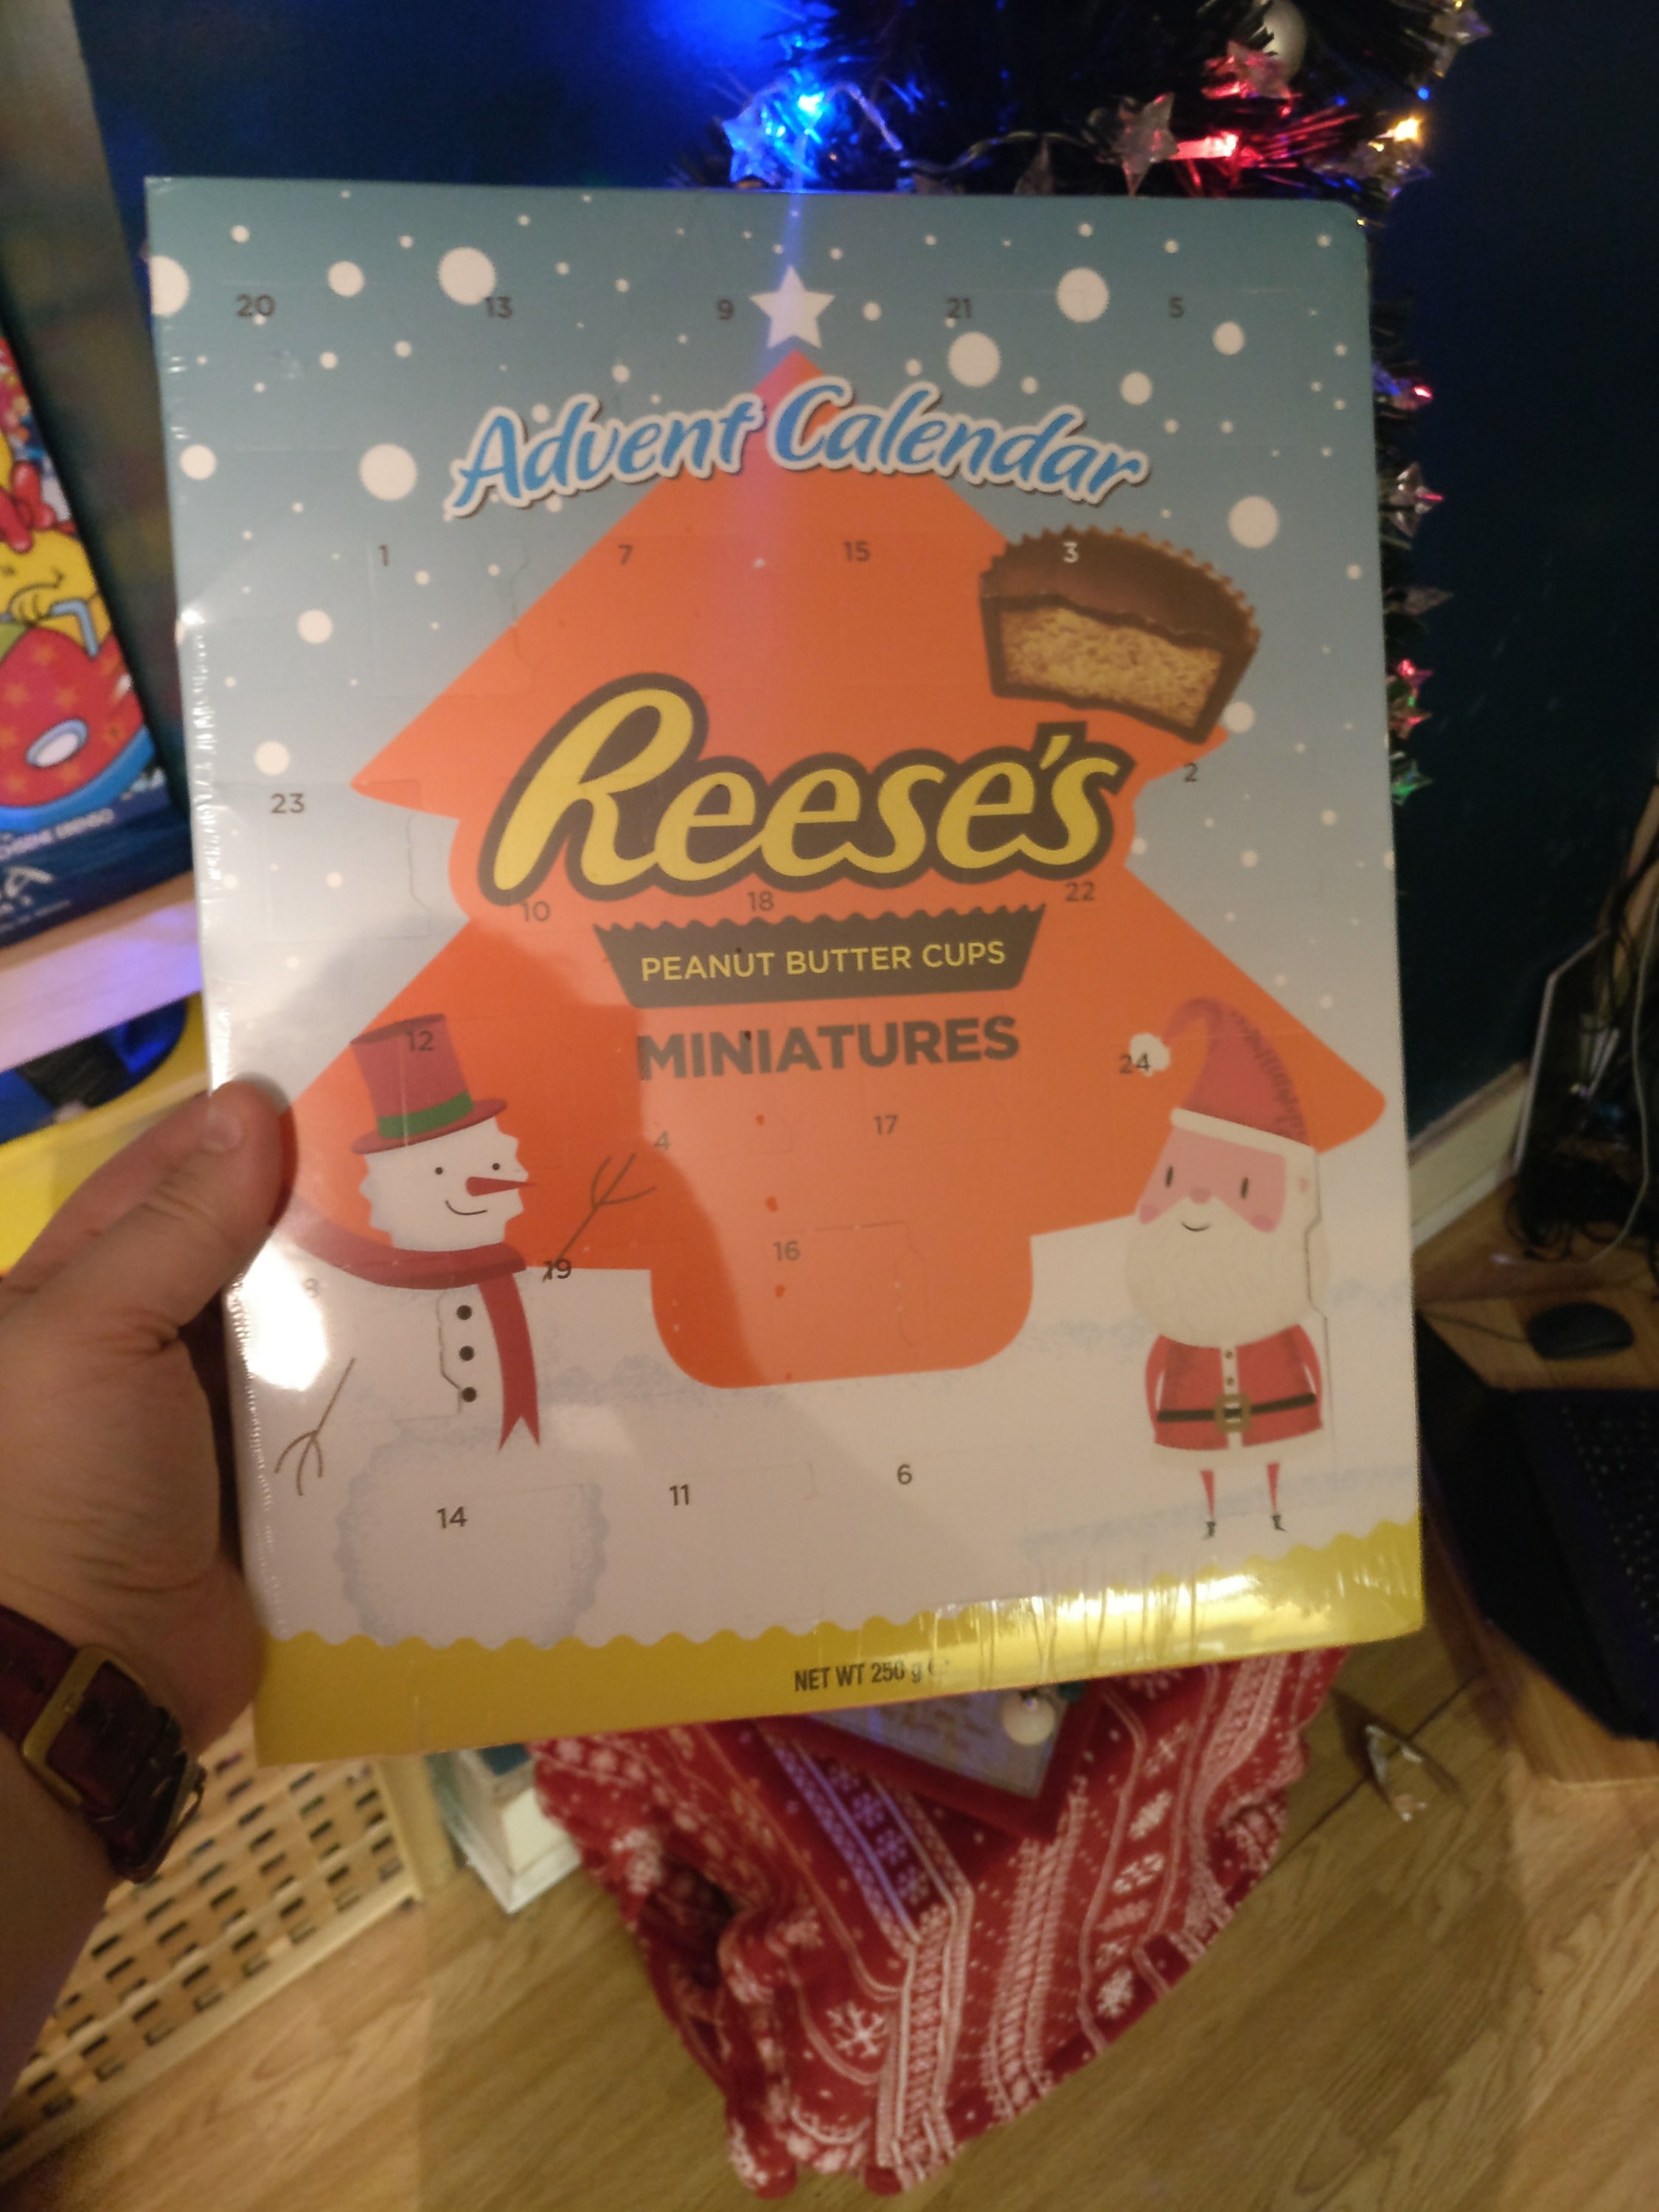 20 13 9 21 5
Advent Calendar
1 7 15 3
Reese's
2
23
10 18 22
PEANUT BUTTER CUPS
MINIATURES
12
24
4 17
16
19
8
6
11
14
NET WT 250 g e